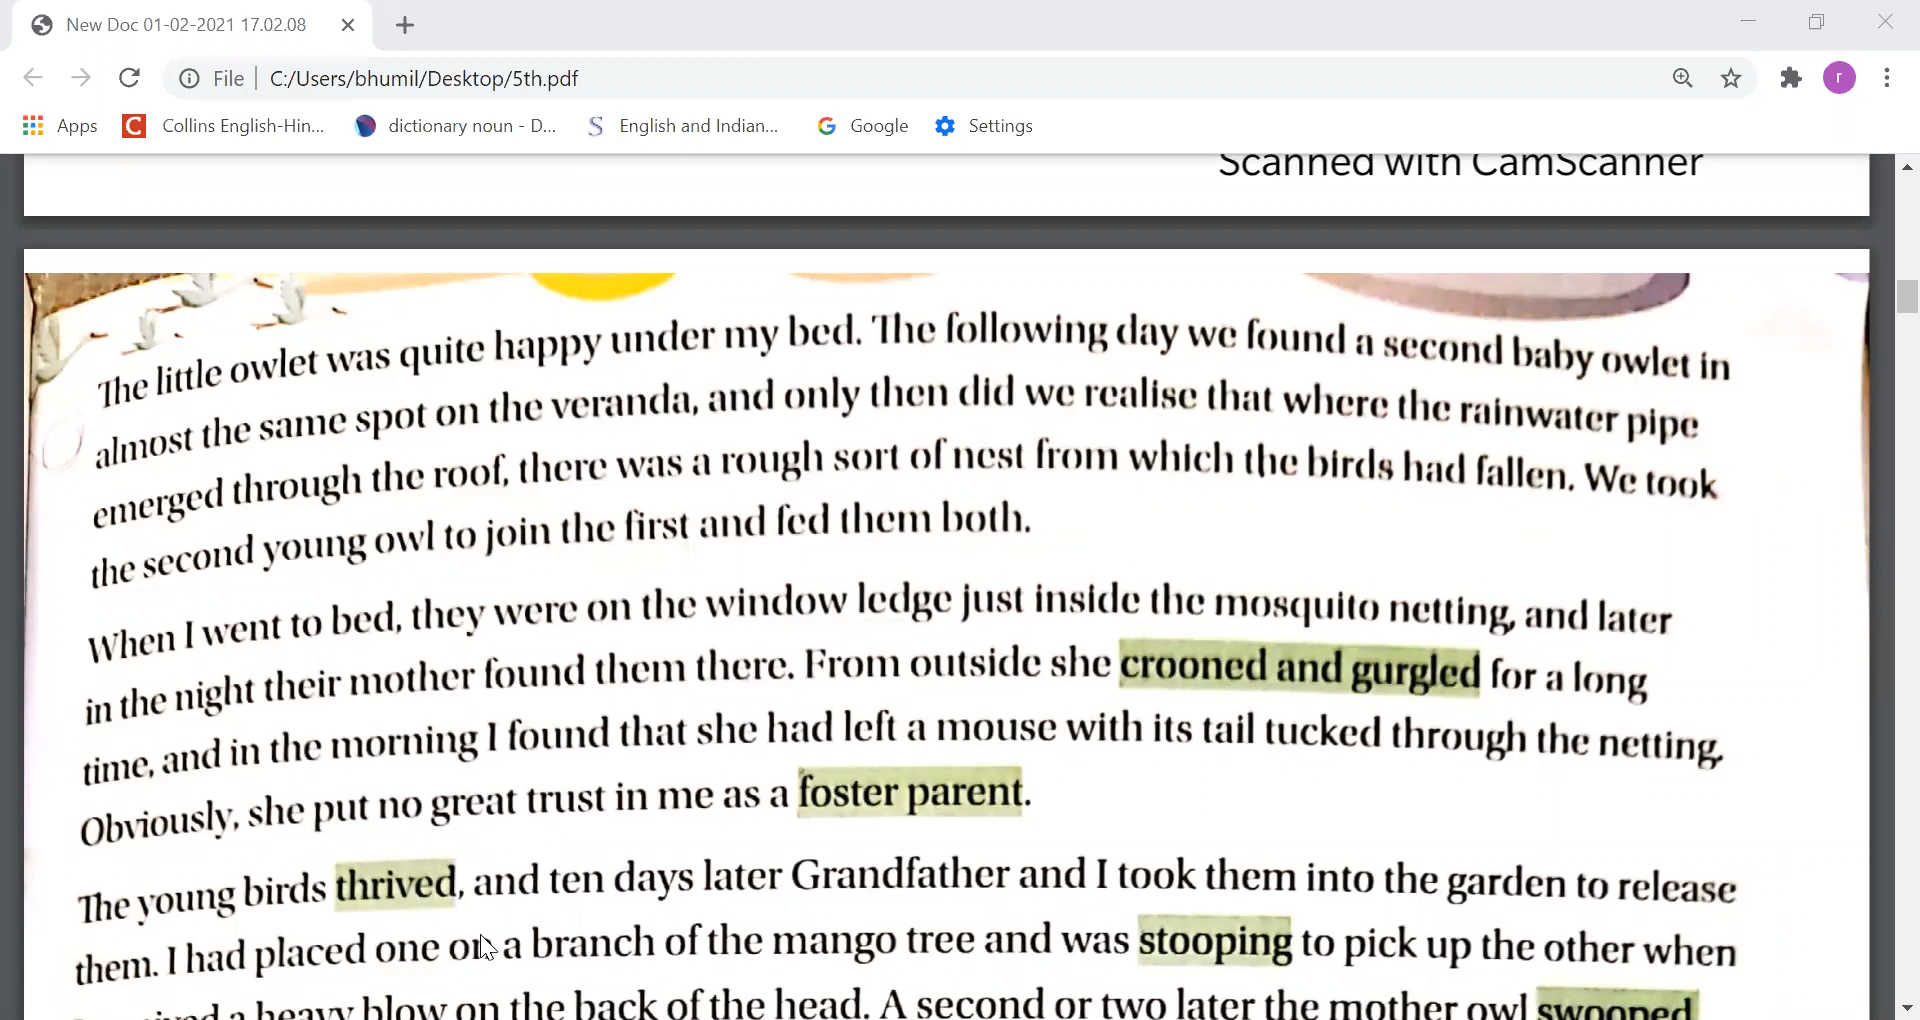 New Doc 01-02-2021 17.02.08
File | C:/Users/bhumil/Desktop/5th.pdf
r
Apps Collins English-Hin... dictionary noun - D... English and Indian... Google Settings
Scanned with CamScanner
The little owlet was quite happy under my bed. The following day we found a second baby owlet in
almost the same spot on the veranda, and only then did we realise that where the rainwater pipe
emerged through the roof, there was a rough sort of nest from which the birds had fallen. We took
the second young owl to join the first and fed them both.
When I went to bed, they were on the window ledge just inside the mosquito netting, and later
in the night their mother found them there. From outside she crooned and gurgled for a long
time, and in the morning I found that she had left a mouse with its tail tucked through the netting.
Obviously, she put no great trust in me as a foster parent.
The young birds thrived, and ten days later Grandfather and I took them into the garden to release
them. I had placed one on a branch of the mango tree and was stooping to pick up the other when
a heavy blow on the back of the head. A second or two later the mother owl swooped